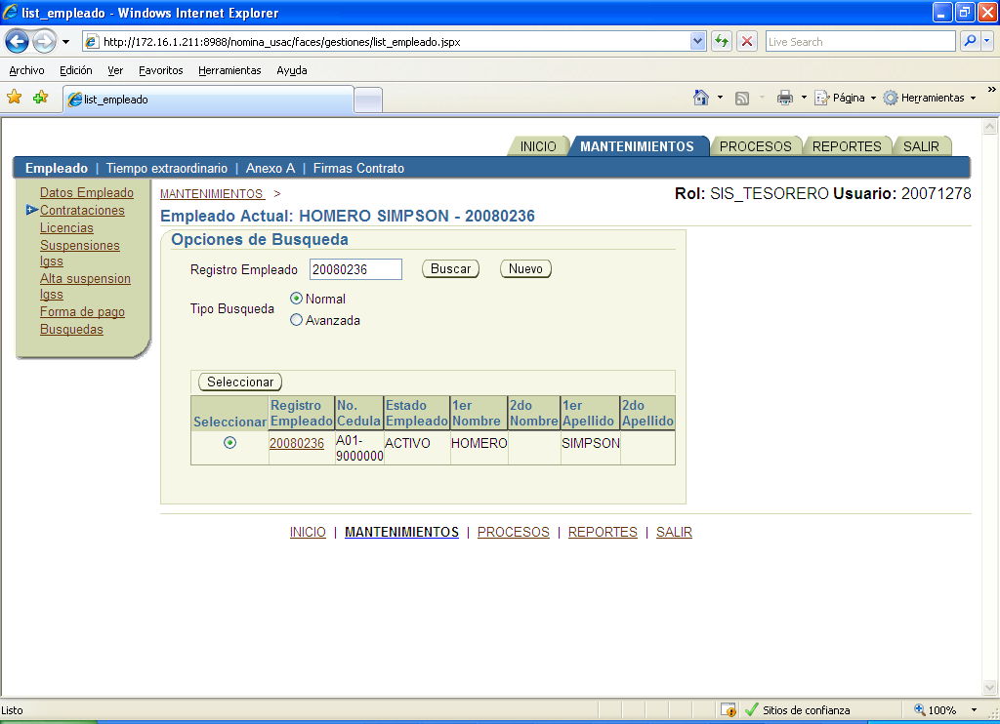 list_empleado - Windows Internet Explorer
http://172.16.1.211:8988/nomina_usac/faces/gestiones/list_empleado.jspx
Live Search
Archivo Edición Ver Favoritos Herramientas Ayuda
list_empleado
Página Herramientas »
INICIO MANTENIMIENTOS PROCESOS REPORTES SALIR
Empleado | Tiempo extraordinario | Anexo A | Firmas Contrato
Datos Empleado
Contrataciones
Licencias
Suspensiones
Igss
Alta suspension
Igss
Forma de pago
Busquedas
MANTENIMIENTOS >
Rol: SIS_TESORERO Usuario: 20071278
Empleado Actual: HOMERO SIMPSON - 20080236
Opciones de Busqueda
Registro Empleado 20080236 Buscar Nuevo
Tipo Busqueda
Normal
Avanzada
Seleccionar
Seleccionar Registro Empleado No. Cedula Estado Empleado 1er Nombre 2do Nombre 1er Apellido 2do Apellido
20080236 A01-9000000 ACTIVO HOMERO SIMPSON
INICIO | MANTENIMIENTOS | PROCESOS | REPORTES | SALIR
Listo
Sitios de confianza
100%